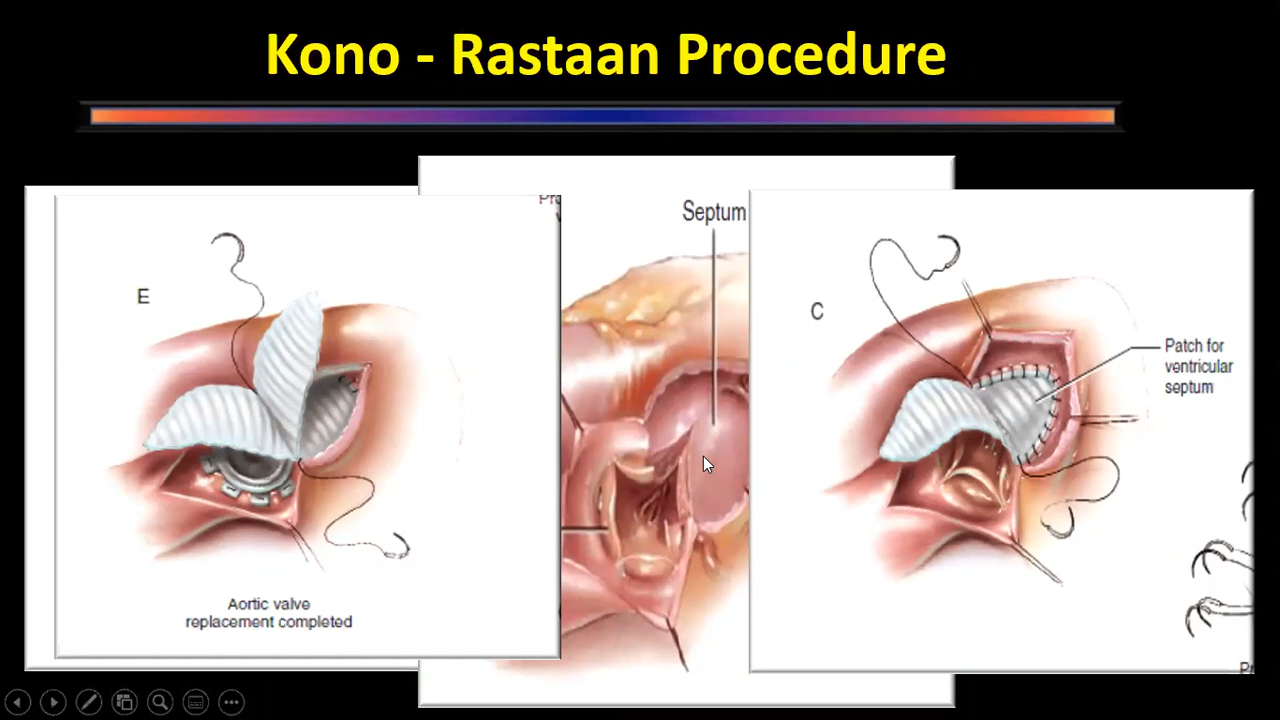 Kono - Rastaan Procedure
E
Aortic valve
replacement completed
Septum
C
Patch for
ventricular
septum